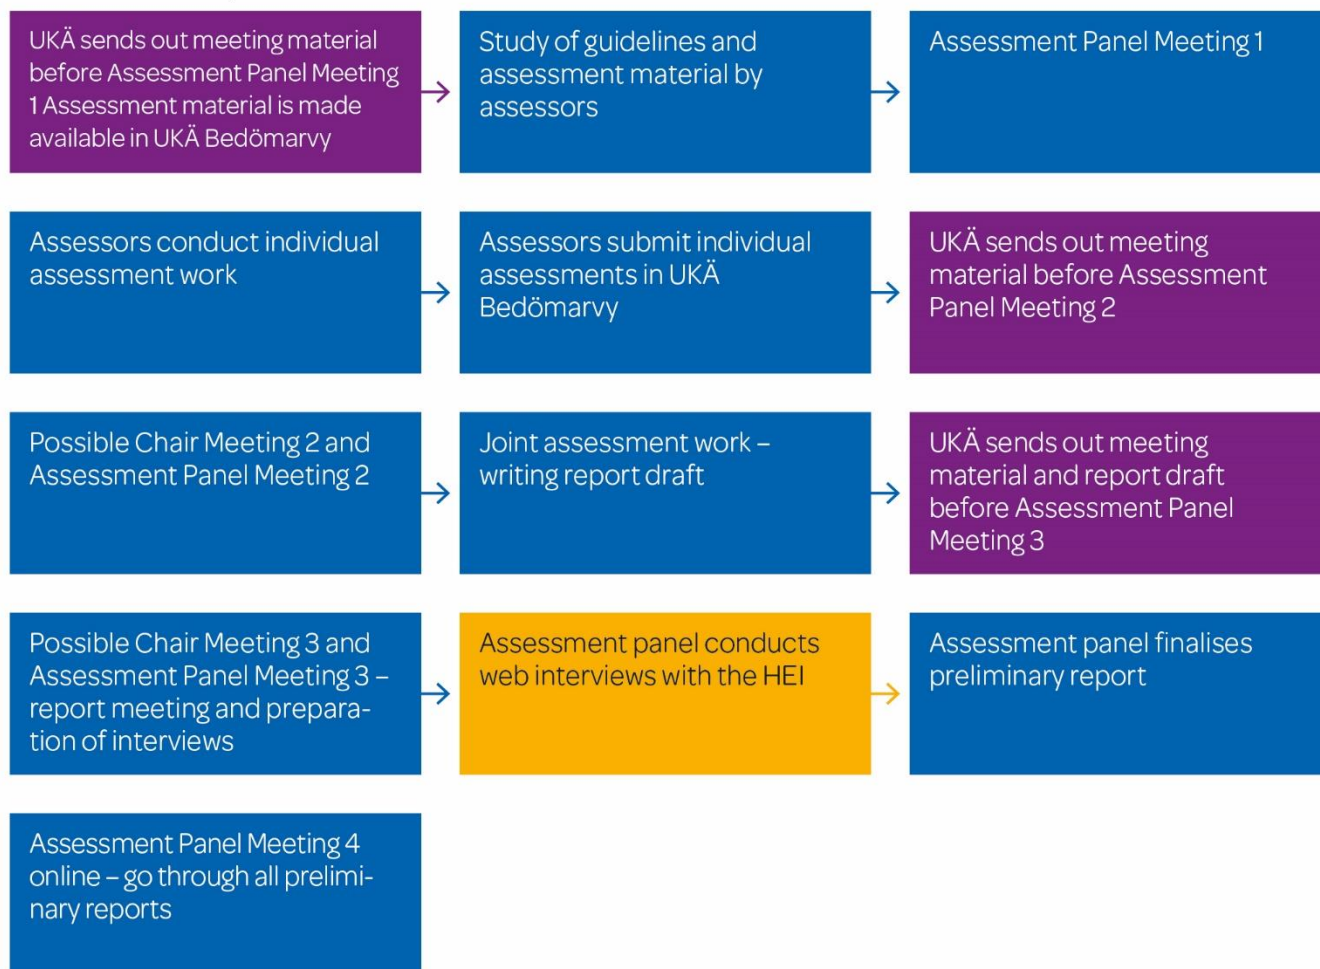 UKÄ sends out meeting material
before Assessment Panel Meeting
1 Assessment material is made
available in UKÄ Bedömarvy
Study of guidelines and
assessment material by
assessors
Assessment Panel Meeting 1
Assessors conduct individual
assessment work
Assessors submit individual
assessments in UKÄ
Bedömarvy
UKÄ sends out meeting
material before Assessment
Panel Meeting 2
Possible Chair Meeting 2 and
Assessment Panel Meeting 2
Joint assessment work –
writing report draft
UKÄ sends out meeting
material and report draft
before Assessment Panel
Meeting 3
Possible Chair Meeting 3 and
Assessment Panel Meeting 3 –
report meeting and prepara-
tion of interviews
Assessment panel conducts
web interviews with the HEI
Assessment panel finalises
preliminary report
Assessment Panel Meeting 4
online – go through all prelimi-
nary reports